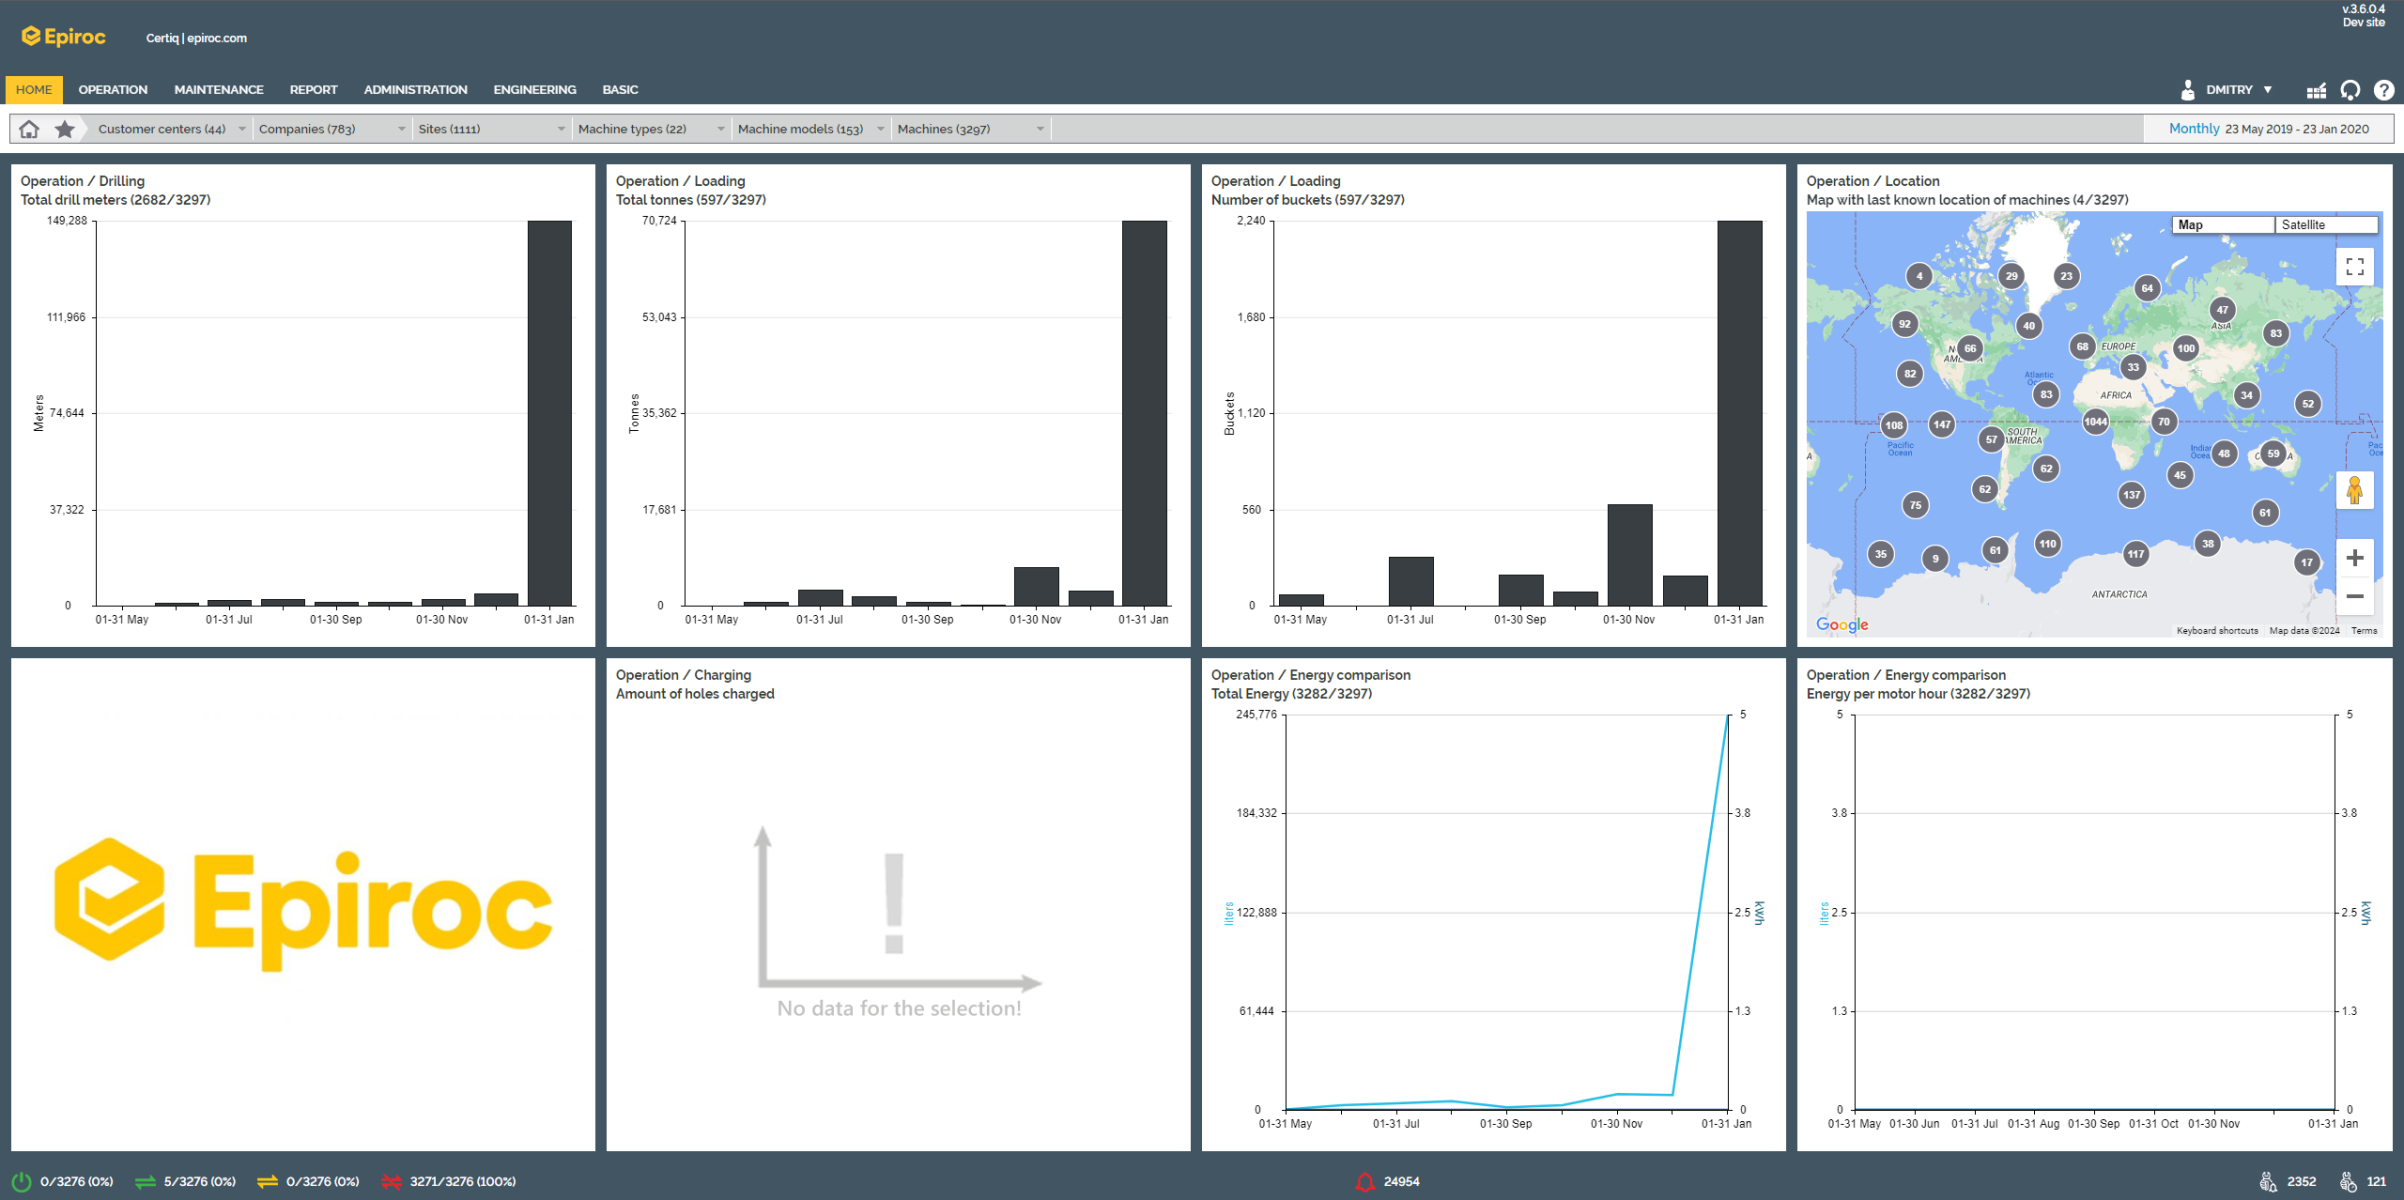 v.3.6.0.4
Dev site
Epiroc
Certiq | epiroc.com
HOME OPERATION MAINTENANCE REPORT ADMINISTRATION ENGINEERING BASIC
DMITRY
Customer centers (44) Companies (783) Sites (1111) Machine types (22) Machine models (153) Machines (3297)
Monthly 23 May 2019 - 23 Jan 2020
Operation / Drilling
Total drill meters (2682/3297)
149,288
111,966
74,644
37,322
0
Meters
01-31 May 01-31 Jul 01-30 Sep 01-30 Nov 01-31 Jan
Operation / Loading
Total tonnes (597/3297)
70,724
53,043
35,362
17,681
0
Tonnes
01-31 May 01-31 Jul 01-30 Sep 01-30 Nov 01-31 Jan
Operation / Loading
Number of buckets (597/3297)
2,240
1,680
1,120
560
0
Buckets
01-31 May 01-31 Jul 01-30 Sep 01-30 Nov 01-31 Jan
Operation / Location
Map with last known location of machines (4/3297)
Map Satellite
4 29 23 64
47
ASIA
92 40 83
66 68 EUROPE 100
33
82
Atlantic
83 AFRICA 34 52
108 147 1044 70
57 SOUTH
AMERICA
Pacific
Ocean
48 59
62 45
62 137
75 61
35 9 61 110 117 38 17
ANTARCTICA
Google
Keyboard shortcuts Map data ©2024 Terms
Epiroc
Operation / Charging
Amount of holes charged
!
No data for the selection!
Operation / Energy comparison
Total Energy (3282/3297)
245,776 5
184,332 3.8
122,888 2.5
61,444 1.3
0 0
liters
kWh
01-31 May 01-31 Jul 01-30 Sep 01-30 Nov 01-31 Jan
Operation / Energy comparison
Energy per motor hour (3282/3297)
5 5
3.8 3.8
2.5 2.5
1.3 1.3
0 0
liters
kWh
01-31 May 01-30 Jun 01-31 Jul 01-31 Aug 01-30 Sep 01-31 Oct 01-30 Nov 01-31 Jan
0/3276 (0%) 5/3276 (0%) 0/3276 (0%) 3271/3276 (100%)
24954
2352 121